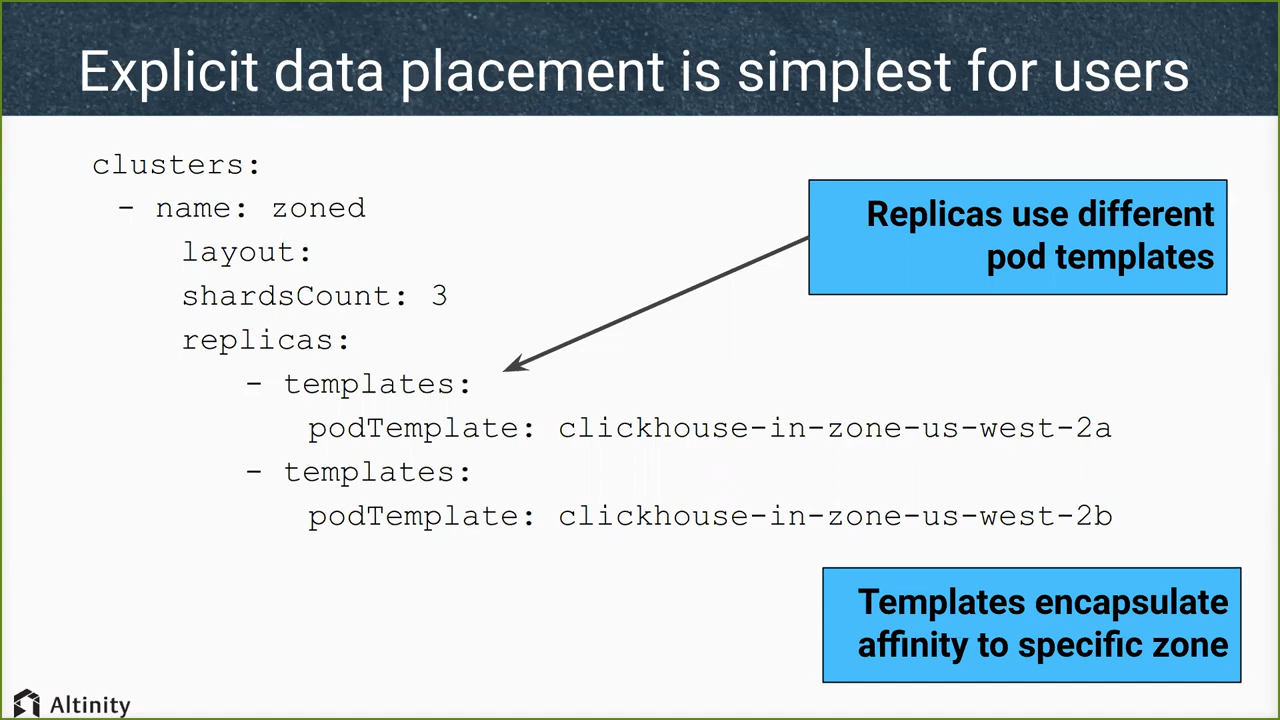 Explicit data placement is simplest for users
clusters:
- name: zoned
layout:
shardsCount: 3
replicas:
- templates:
podTemplate: clickhouse-in-zone-us-west-2a
- templates:
podTemplate: clickhouse-in-zone-us-west-2b
Replicas use different
pod templates
Templates encapsulate
affinity to specific zone
Altinity